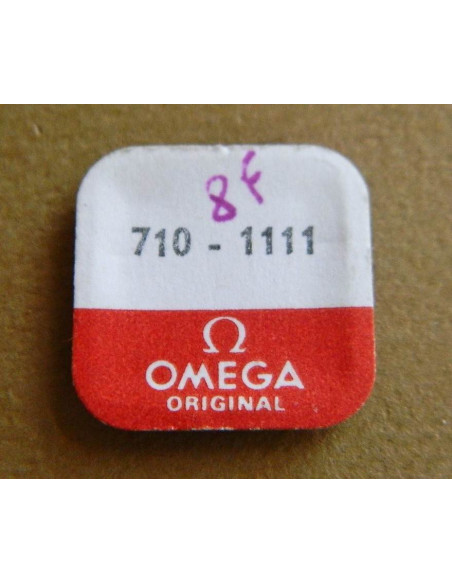 8F
710 - 1111
Ω
OMEGA
ORIGINAL